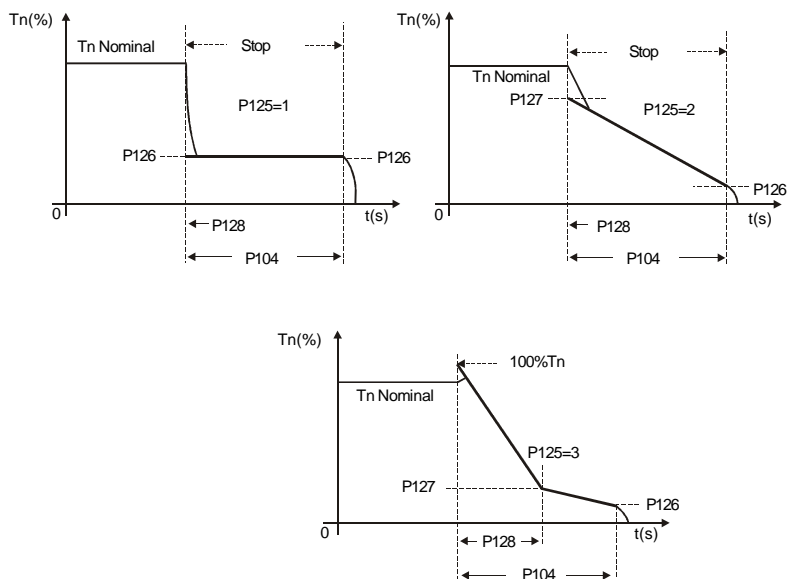 Tn(%)
Tn Nominal
Stop
P125=1
P126
P126
0
t(s)
P128
P104
Tn(%)
Stop
Tn Nominal
P127
P125=2
P126
0
t(s)
P128
P104
Tn(%)
100%Tn
Tn Nominal
P125=3
P127
P126
0
t(s)
P128
P104